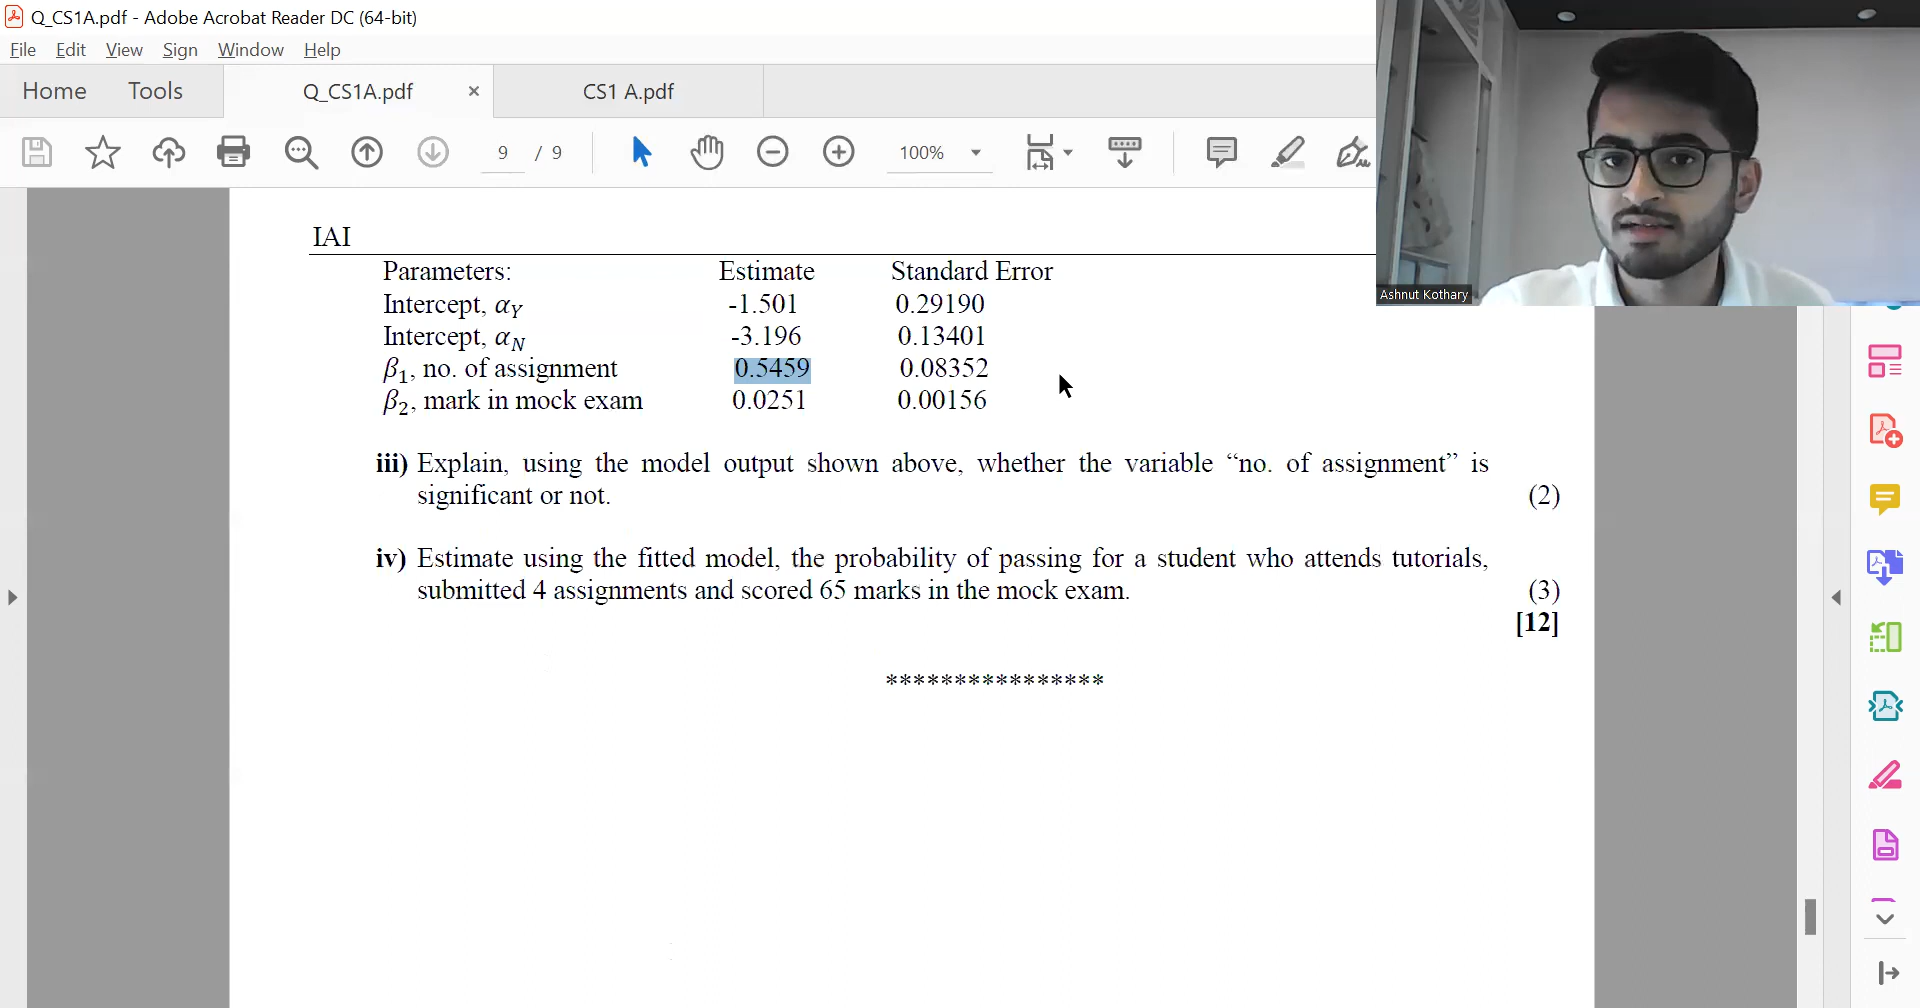 Q_CS1A.pdf - Adobe Acrobat Reader DC (64-bit)
File Edit View Sign Window Help
Home Tools Q_CS1A.pdf × CS1 A.pdf
9 / 9 100%
Ashnut Kothary
IAI
Parameters: Estimate Standard Error
Intercept, α_Y -1.501 0.29190
Intercept, α_N -3.196 0.13401
β₁, no. of assignment 0.5459 0.08352
β₂, mark in mock exam 0.0251 0.00156
iii) Explain, using the model output shown above, whether the variable “no. of assignment” is
significant or not. (2)
iv) Estimate using the fitted model, the probability of passing for a student who attends tutorials,
submitted 4 assignments and scored 65 marks in the mock exam. (3)
[12]
****************